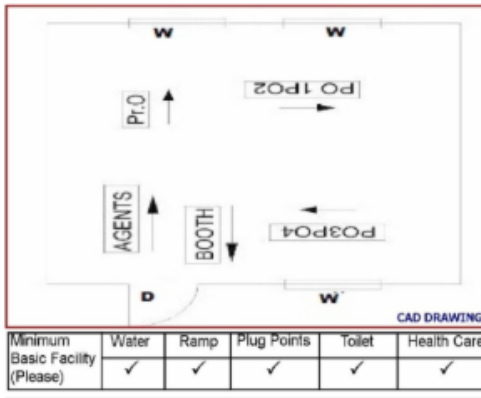 W W
PO 1PO2
Pr.O
AGENTS
BOOTH
PO3PO4
D W
CAD DRAWING
Minimum Basic Facility (Please) Water Ramp Plug Points Toilet Health Care
✓ ✓ ✓ ✓ ✓